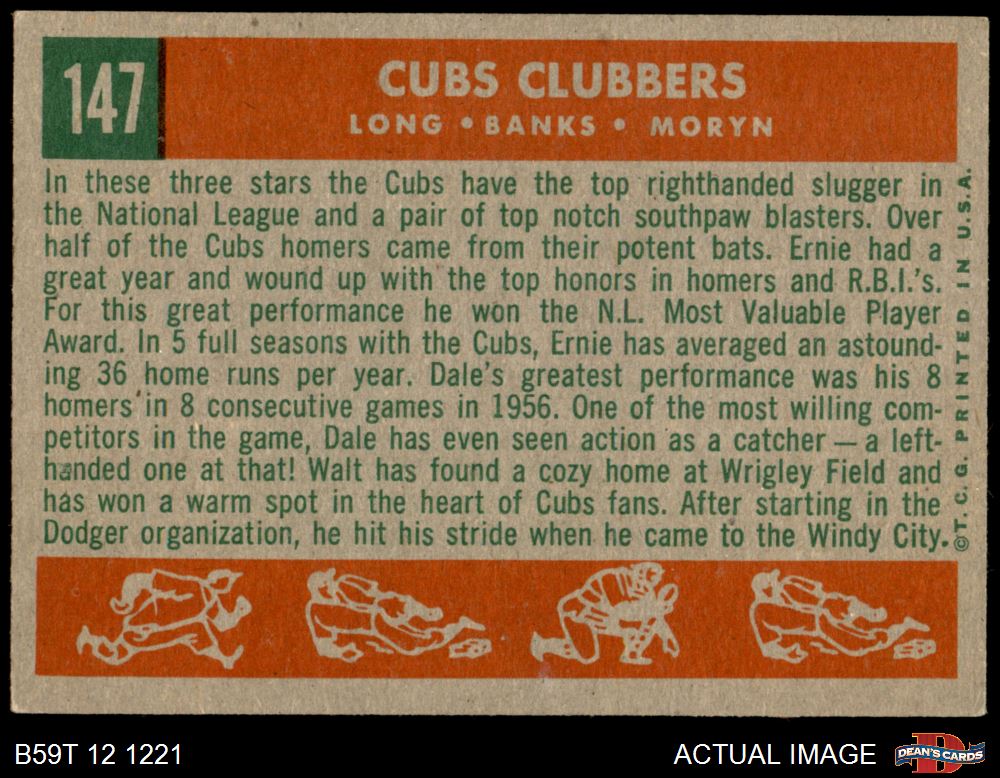 147
CUBS CLUBBERS
LONG • BANKS • MORYN
In these three stars the Cubs have the top righthanded slugger in
the National League and a pair of top notch southpaw blasters. Over
half of the Cubs homers came from their potent bats. Ernie had a
great year and wound up with the top honors in homers and R.B.I.'s.
For this great performance he won the N.L. Most Valuable Player
Award. In 5 full seasons with the Cubs, Ernie has averaged an astound-
ing 36 home runs per year. Dale's greatest performance was his 8
homers in 8 consecutive games in 1956. One of the most willing com-
petitors in the game, Dale has even seen action as a catcher — a left-
handed one at that! Walt has found a cozy home at Wrigley Field and
has won a warm spot in the heart of Cubs fans. After starting in the
Dodger organization, he hit his stride when he came to the Windy City.
©T. C. G. PRINTED IN U.S.A.
B59T 12 1221
ACTUAL IMAGE
DEAN'S CARDS